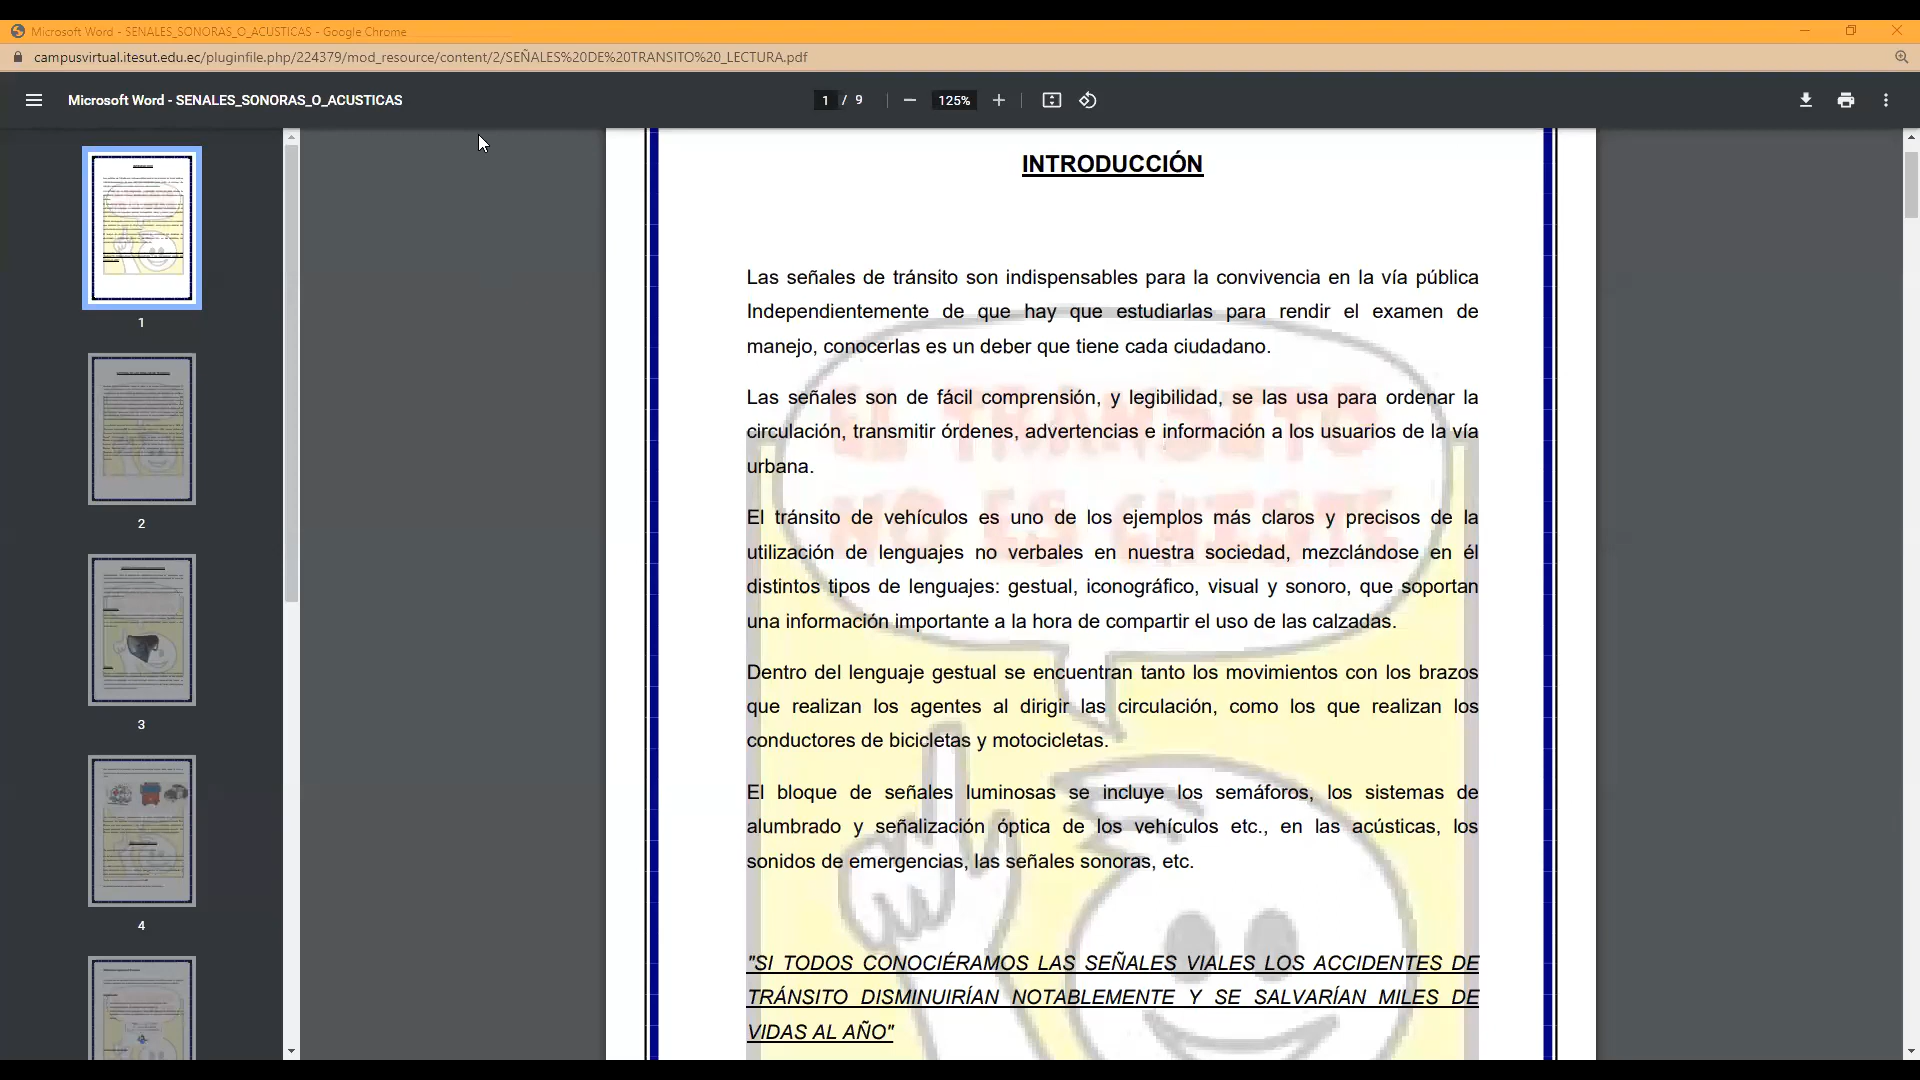 Microsoft Word - SENALES_SONORAS_O_ACUSTICAS - Google Chrome
campusvirtual.itesut.edu.ec/pluginfile.php/224379/mod_resource/content/2/SEÑALES%20DE%20TRANSITO%20_LECTURA.pdf
Microsoft Word - SENALES_SONORAS_O_ACUSTICAS
1 / 9
125%
1
2
3
4
INTRODUCCIÓN
Las señales de tránsito son indispensables para la convivencia en la vía pública
Independientemente de que hay que estudiarlas para rendir el examen de
manejo, conocerlas es un deber que tiene cada ciudadano.
Las señales son de fácil comprensión, y legibilidad, se las usa para ordenar la
circulación, transmitir órdenes, advertencias e información a los usuarios de la vía
urbana.
El tránsito de vehículos es uno de los ejemplos más claros y precisos de la
utilización de lenguajes no verbales en nuestra sociedad, mezclándose en él
distintos tipos de lenguajes: gestual, iconográfico, visual y sonoro, que soportan
una información importante a la hora de compartir el uso de las calzadas.
Dentro del lenguaje gestual se encuentran tanto los movimientos con los brazos
que realizan los agentes al dirigir las circulación, como los que realizan los
conductores de bicicletas y motocicletas.
El bloque de señales luminosas se incluye los semáforos, los sistemas de
alumbrado y señalización óptica de los vehículos etc., en las acústicas, los
sonidos de emergencias, las señales sonoras, etc.
"SI TODOS CONOCIÉRAMOS LAS SEÑALES VIALES LOS ACCIDENTES DE
TRÁNSITO DISMINUIRÍAN NOTABLEMENTE Y SE SALVARÍAN MILES DE
VIDAS AL AÑO"
EL TRANSITO
NO ES CHISTE